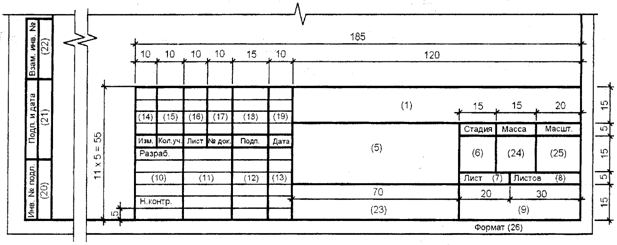 185
10 10 10 10 15 10 120
Взам. инв. № (22)
Подп. и дата (21)
Инв. № подл. (20)
11 x 5 = 55
5
(1)
15 15 20
15
5
15
5
15
(14) (15) (16) (17) (18) (19)
Изм. Кол.уч. Лист № док. Подп. Дата
Разраб.
(10) (11) (12) (13)
Н.контр.
(5)
Стадия Масса Масшт.
(6) (24) (25)
Лист (7) Листов (8)
70 20 30
(23) (9)
Формат (26)